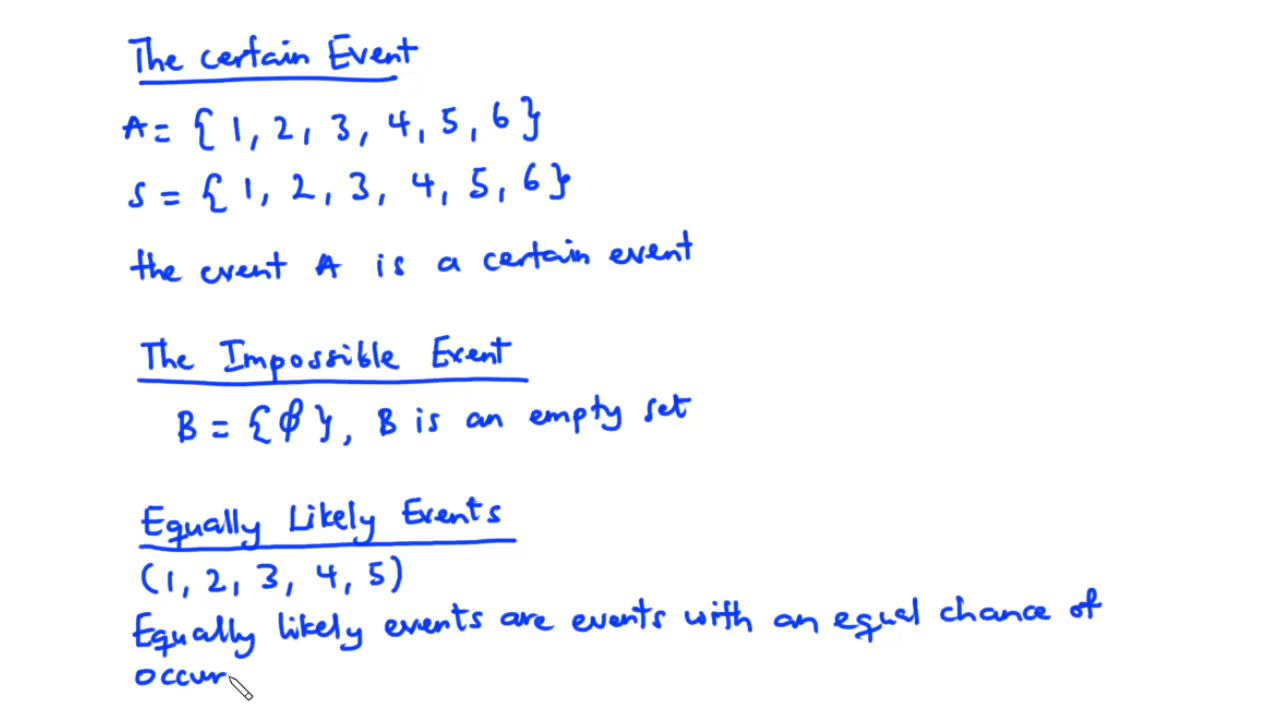 The certain Event
A = { 1, 2, 3, 4, 5, 6 }
S = { 1, 2, 3, 4, 5, 6 }
the event A is a certain event
The Impossible Event
B = { ϕ }, B is an empty set
Equally Likely Events
(1, 2, 3, 4, 5)
Equally likely events are events with an equal chance of
occur